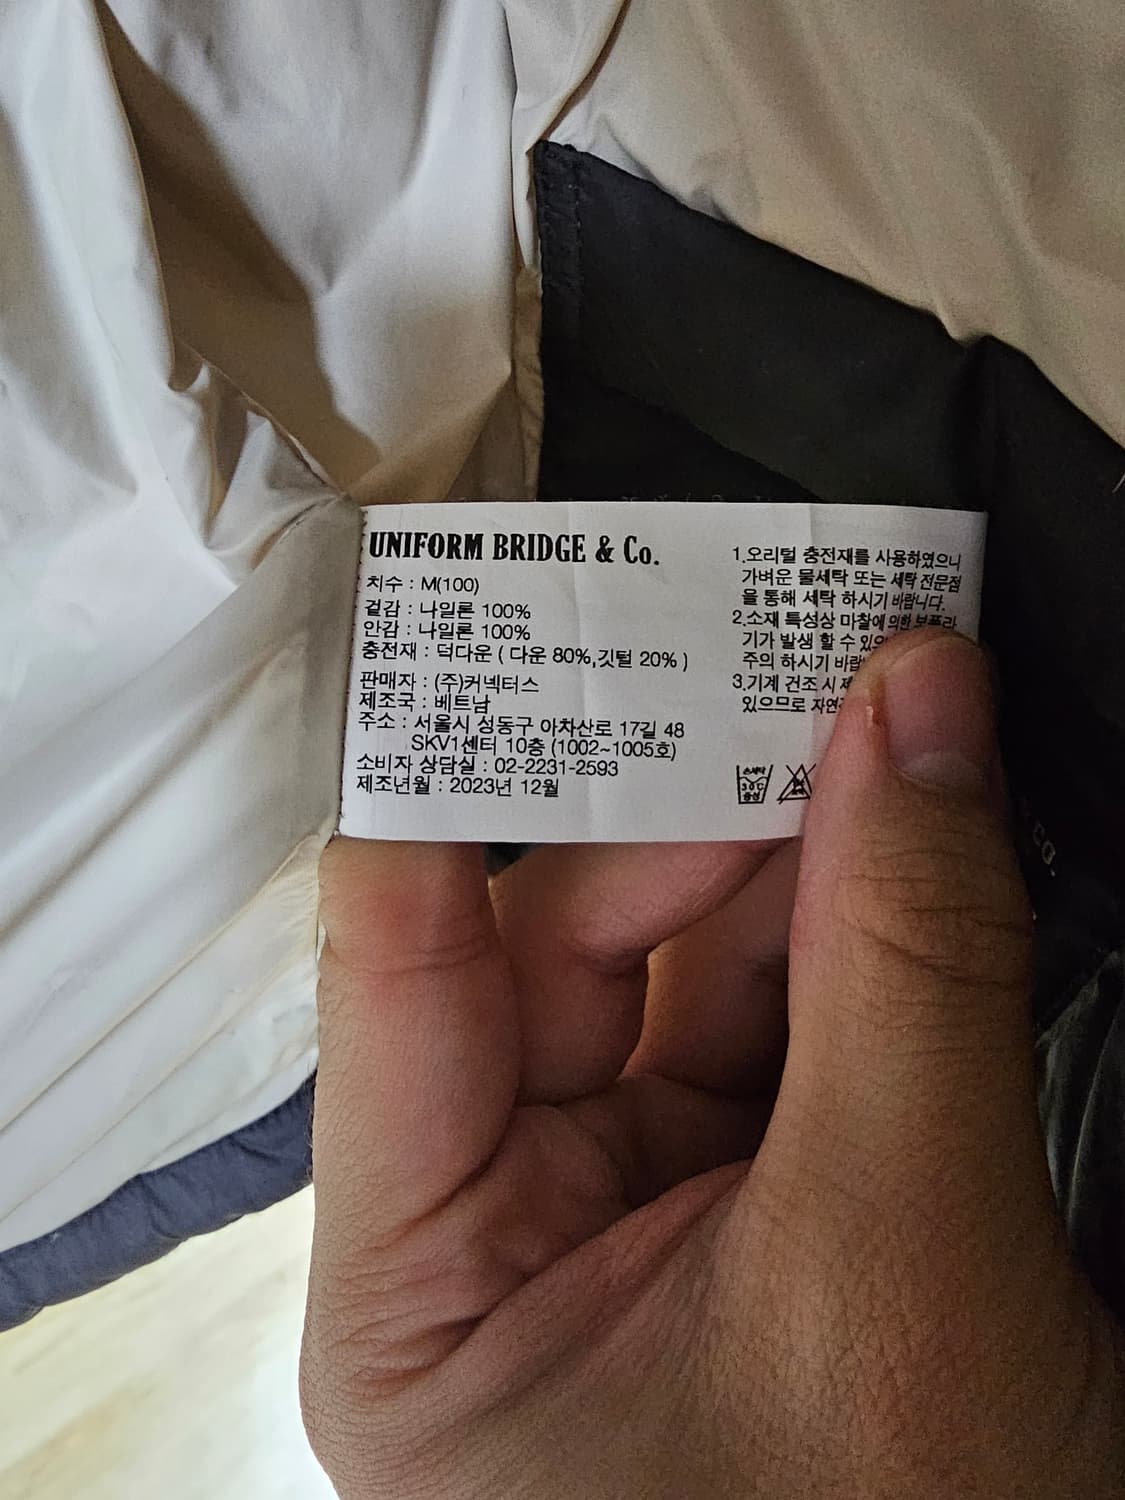 UNIFORM BRIDGE & Co.
치수 : M(100)
겉감 : 나일론 100%
안감 : 나일론 100%
충전재 : 덕다운 ( 다운 80%,깃털 20% )
판매자 : (주)커넥터스
제조국 : 베트남
주소 : 서울시 성동구 아차산로 17길 48
SKV1센터 10층 (1002~1005호)
소비자 상담실 : 02-2231-2593
제조년월 : 2023년 12월
1.오리털 충전재를 사용하였으니
가벼운 물세탁 또는 세탁 전문점
을 통해 세탁 하시기 바랍니다.
2.소재 특성상 마찰에 의한 보풀라
기가 발생 할 수 있으
주의 하시기 바랍
3.기계 건조 시
있으므로 자연
손세탁
30℃
중성
CO.